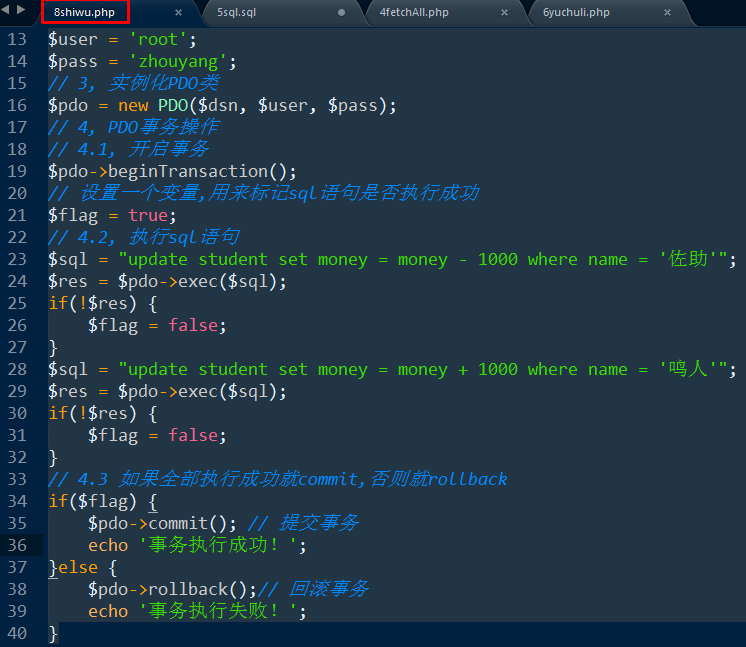 8shiwu.php × 5sql.sql 4fetchAll.php × 6yuchuli.php ×
13 $user = 'root';
14 $pass = 'zhouyang';
15 // 3, 实例化PDO类
16 $pdo = new PDO($dsn, $user, $pass);
17 // 4, PDO事务操作
18 // 4.1, 开启事务
19 $pdo->beginTransaction();
20 // 设置一个变量,用来标记sql语句是否执行成功
21 $flag = true;
22 // 4.2, 执行sql语句
23 $sql = "update student set money = money - 1000 where name = '佐助'";
24 $res = $pdo->exec($sql);
25 if(!$res) {
26     $flag = false;
27 }
28 $sql = "update student set money = money + 1000 where name = '鸣人'";
29 $res = $pdo->exec($sql);
30 if(!$res) {
31     $flag = false;
32 }
33 // 4.3 如果全部执行成功就commit,否则就rollback
34 if($flag) {
35     $pdo->commit(); // 提交事务
36     echo '事务执行成功! ';
37 }else {
38     $pdo->rollback();// 回滚事务
39     echo '事务执行失败! ';
40 }